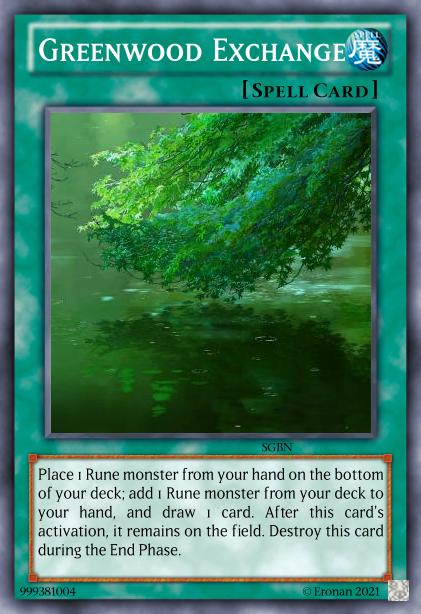 GREENWOOD EXCHANGE
SPELL
魔
[SPELL CARD]
SGBN
Place 1 Rune monster from your hand on the bottom
of your deck; add 1 Rune monster from your deck to
your hand, and draw 1 card. After this card's
activation, it remains on the field. Destroy this card
during the End Phase.
999381004
© Eronan 2021